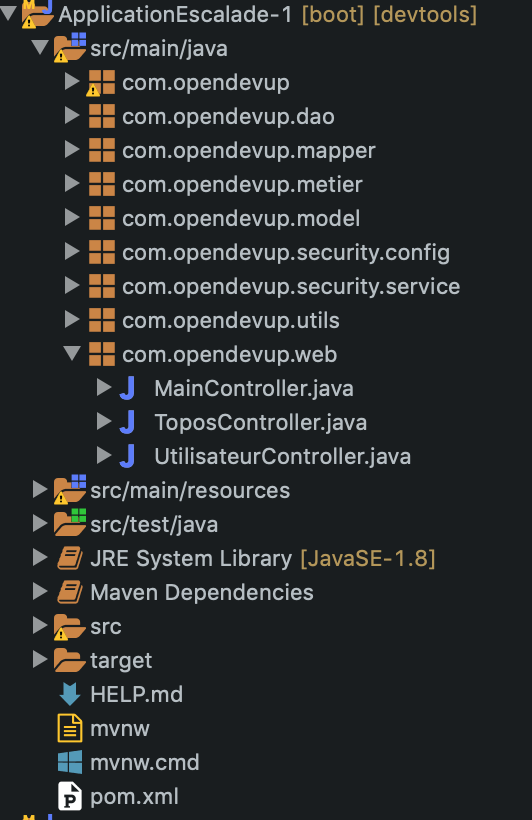 ApplicationEscalade-1 [boot] [devtools]
src/main/java
com.opendevup
com.opendevup.dao
com.opendevup.mapper
com.opendevup.metier
com.opendevup.model
com.opendevup.security.config
com.opendevup.security.service
com.opendevup.utils
com.opendevup.web
MainController.java
ToposController.java
UtilisateurController.java
src/main/resources
src/test/java
JRE System Library [JavaSE-1.8]
Maven Dependencies
src
target
HELP.md
mvnw
mvnw.cmd
pom.xml